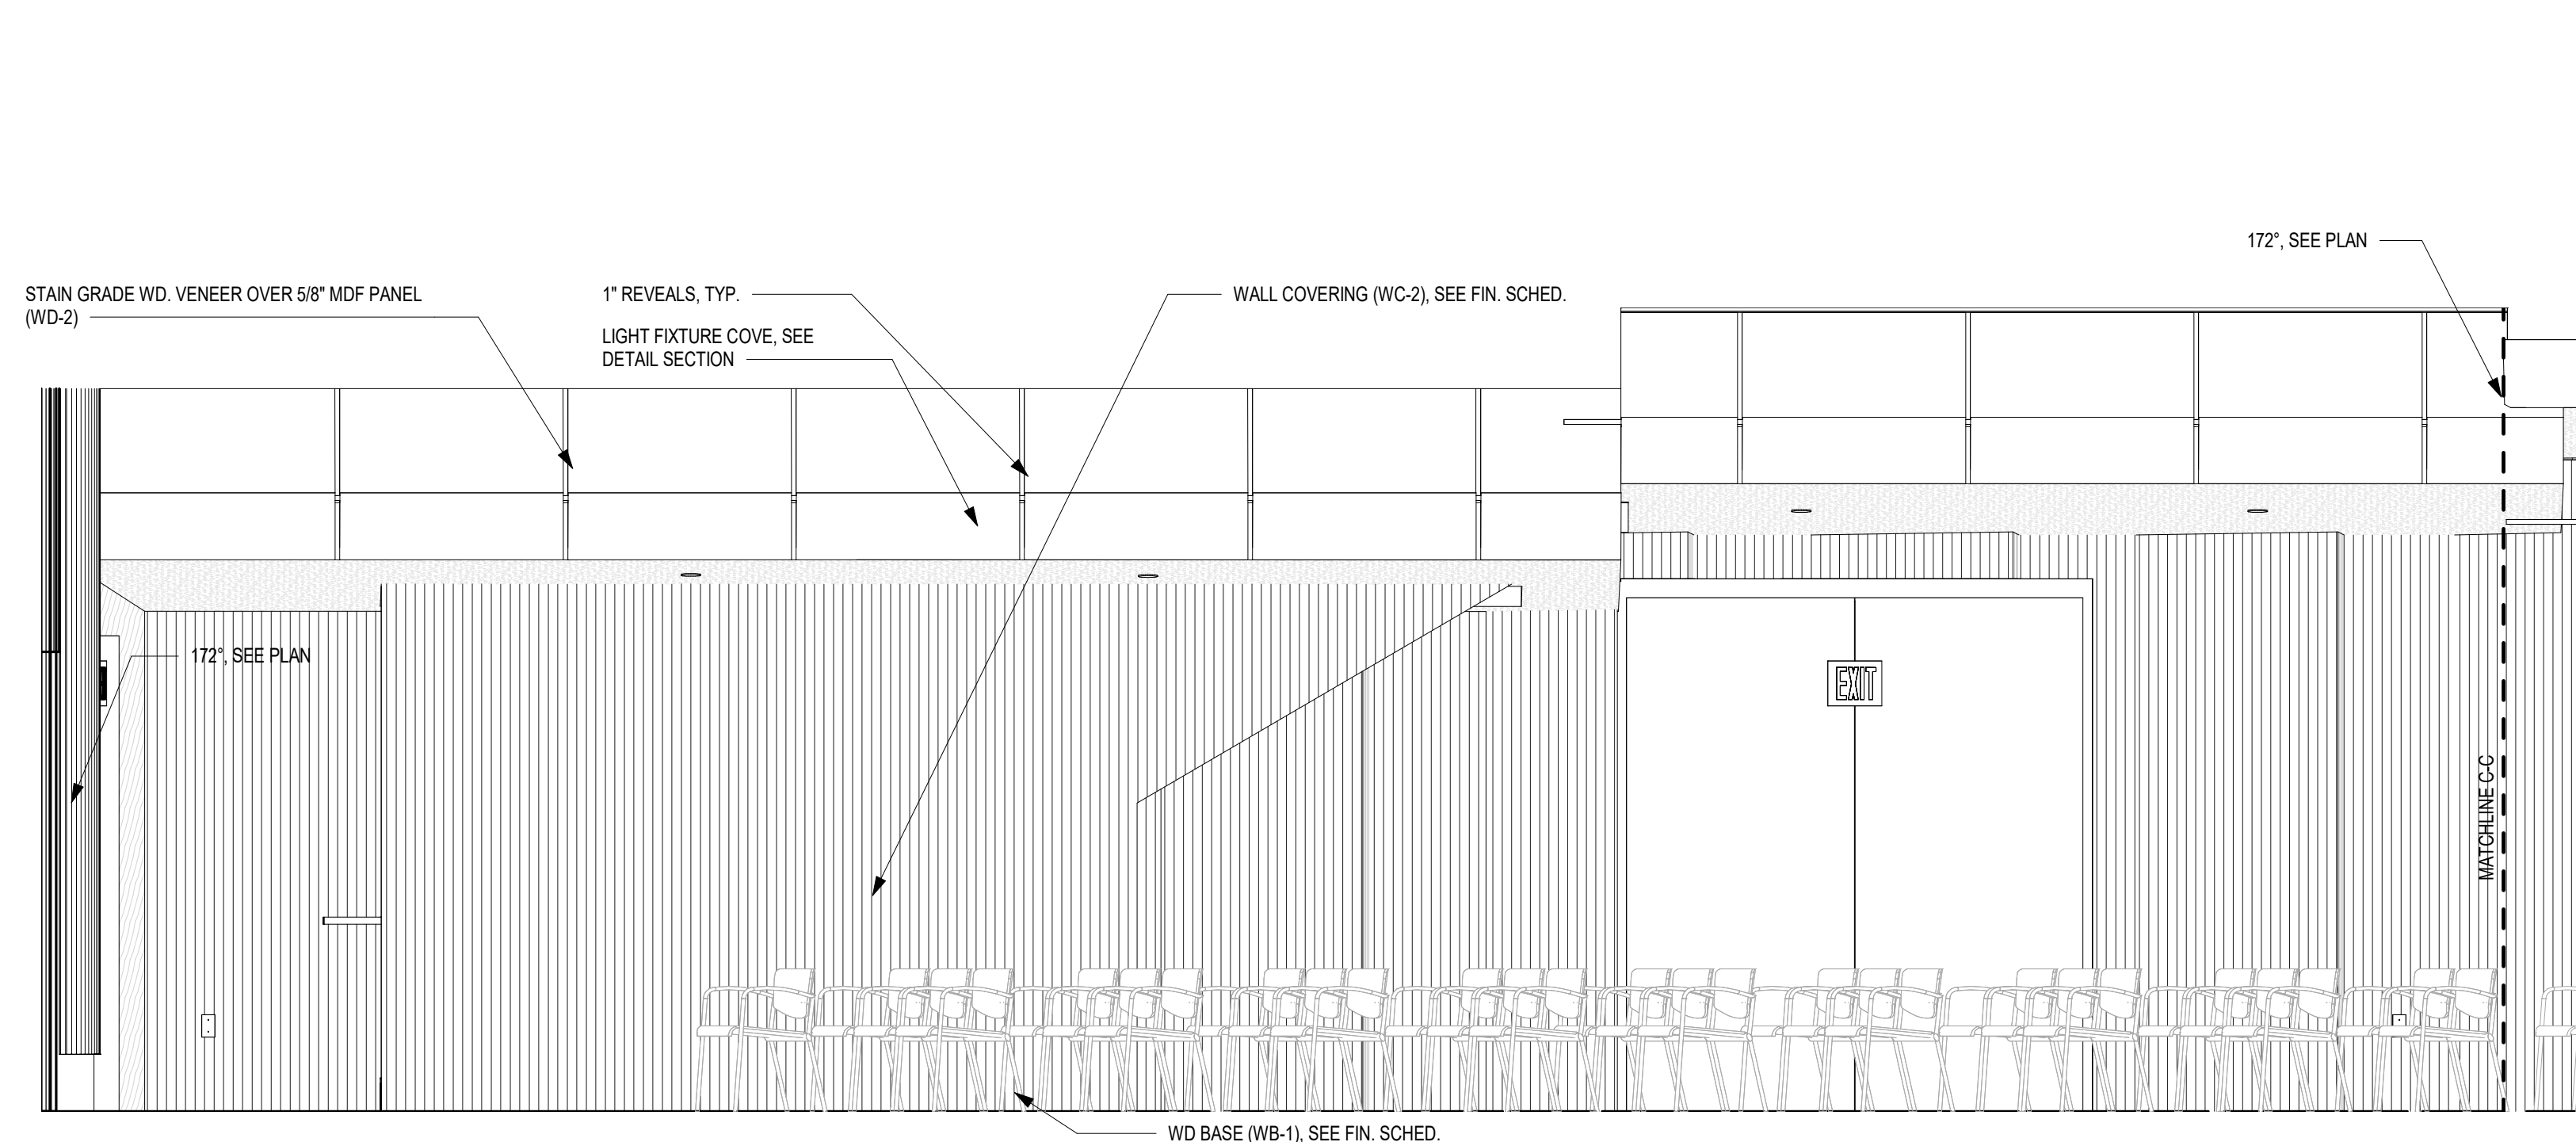 172°, SEE PLAN
STAIN GRADE WD. VENEER OVER 5/8" MDF PANEL
(WD-2)
1" REVEALS, TYP.
WALL COVERING (WC-2), SEE FIN. SCHED.
LIGHT FIXTURE COVE, SEE
DETAIL SECTION
172°, SEE PLAN
EXIT
MATCHLINE C-C
WD BASE (WB-1), SEE FIN. SCHED.